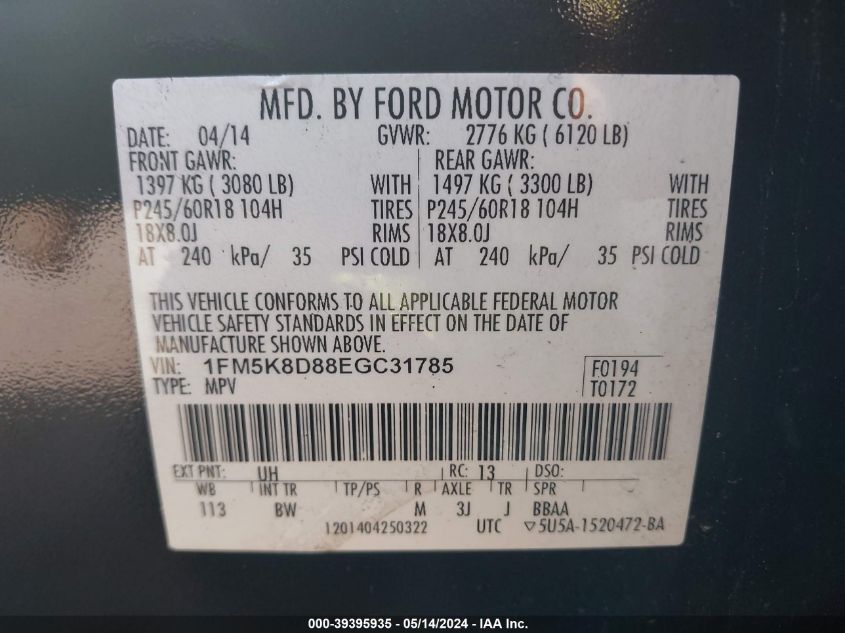 MFD. BY FORD MOTOR CO.
DATE: 04/14 GVWR: 2776 KG ( 6120 LB)
FRONT GAWR: REAR GAWR:
1397 KG ( 3080 LB) WITH 1497 KG ( 3300 LB) WITH
P245/60R18 104H TIRES P245/60R18 104H TIRES
18X8.0J RIMS 18X8.0J RIMS
AT 240 kPa/ 35 PSI COLD AT 240 kPa/ 35 PSI COLD
THIS VEHICLE CONFORMS TO ALL APPLICABLE FEDERAL MOTOR
VEHICLE SAFETY STANDARDS IN EFFECT ON THE DATE OF
MANUFACTURE SHOWN ABOVE.
VIN: 1FM5K8D88EGC31785 F0194
TYPE: MPV T0172
EXT PNT: UH RC: 13 DSO:
WB INT TR TP/PS R AXLE TR SPR
113 BW M 3J J BBAA
1201404250322 UTC ▽5U5A-1520472-BA
000-39395935 - 05/14/2024 - IAA Inc.